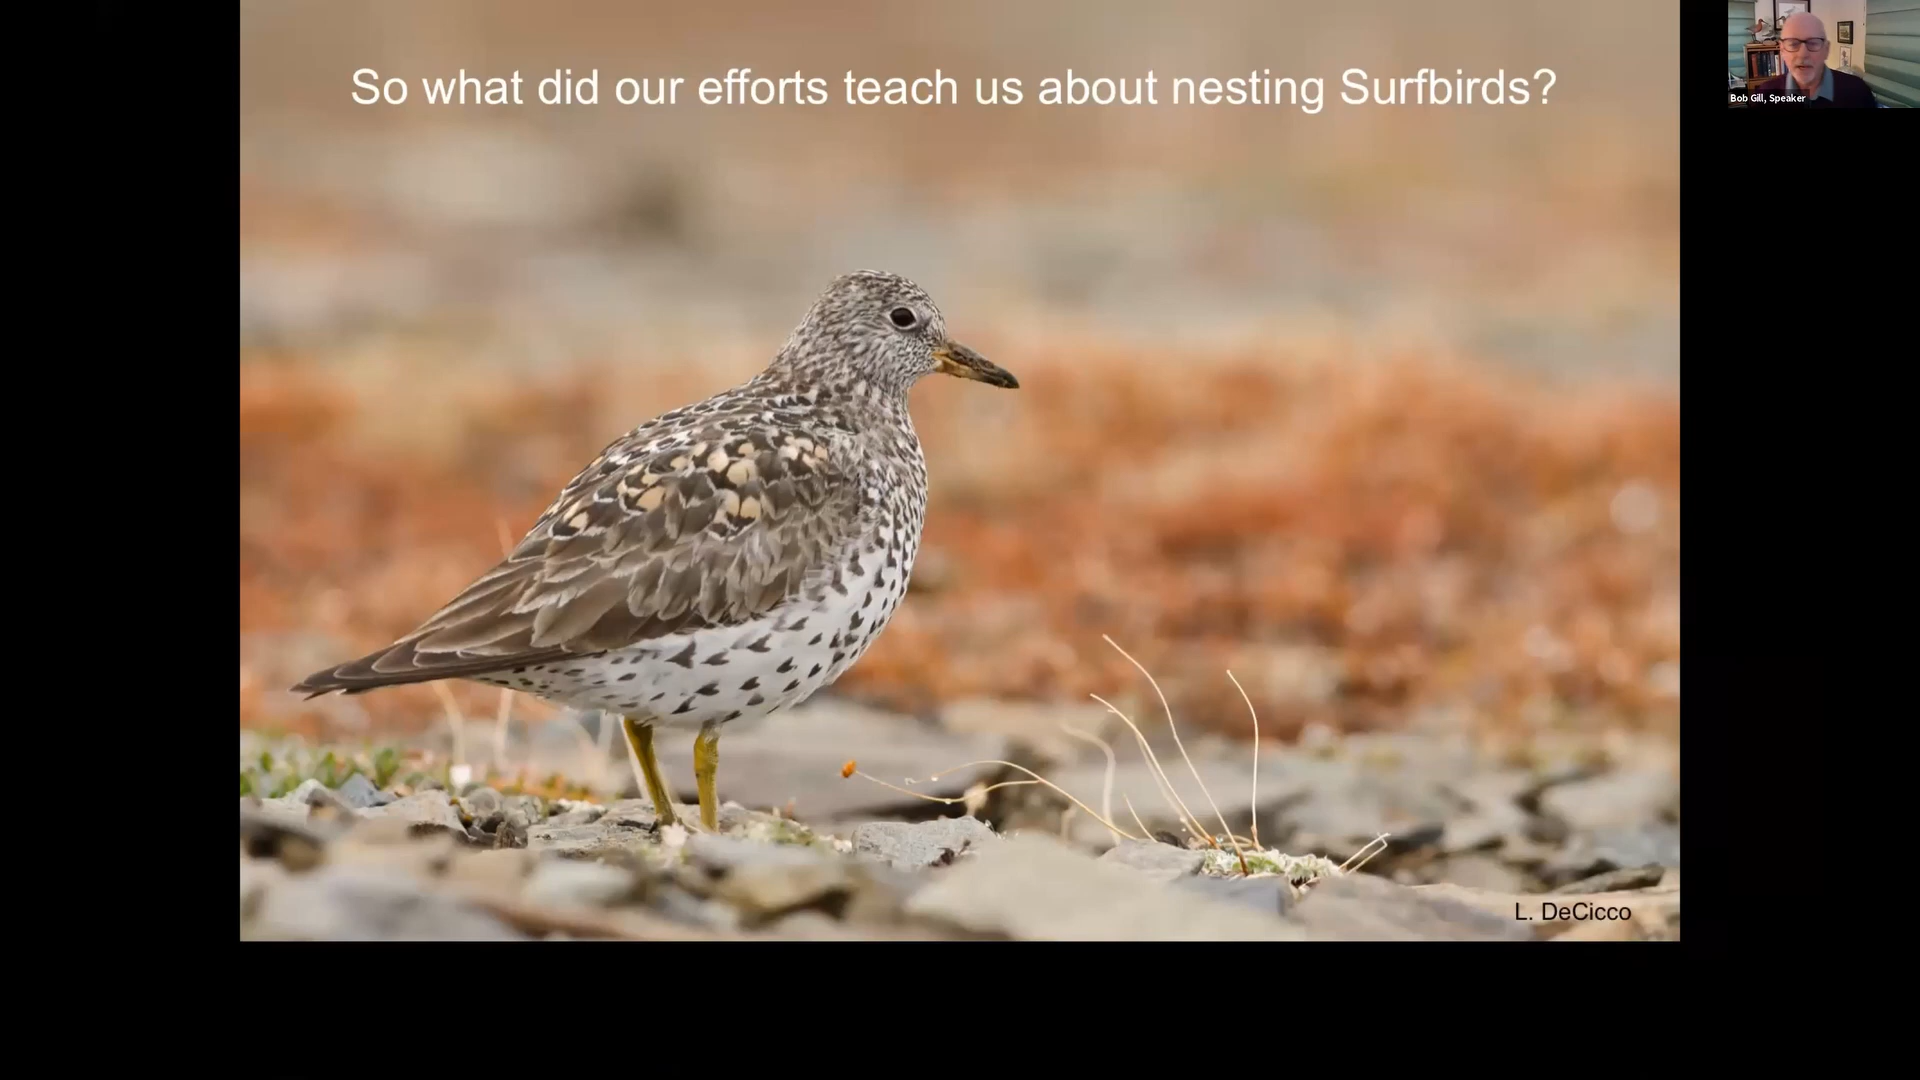 So what did our efforts teach us about nesting Surfbirds?
Bob Gill, Speaker
L. DeCicco